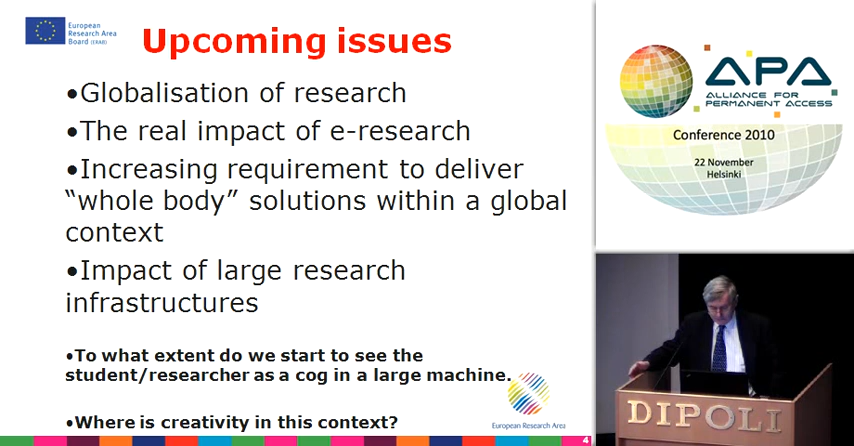 European
Research Area
Board (ERAB)
Upcoming issues
•Globalisation of research
•The real impact of e-research
•Increasing requirement to deliver
“whole body” solutions within a global
context
•Impact of large research
infrastructures
•To what extent do we start to see the
student/researcher as a cog in a large machine.
•Where is creativity in this context?
European Research Area
4
APA
ALLIANCE FOR
PERMANENT ACCESS
Conference 2010
22 November
Helsinki
DIPOLI